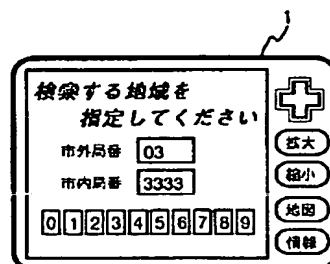 1
検索する地域を
指定してください
市外局番 03
市内局番 3333
0 1 2 3 4 5 6 7 8 9
拡大
縮小
地図
情報